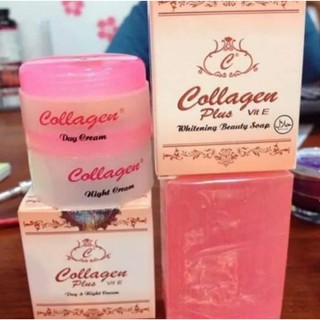 Collagen®
Day Cream
Collagen®
Night Cream
C
Collagen
Plus Vit E
Whitening Beauty Soap
C
Collagen
Plus Vit E
Day & Night Cream